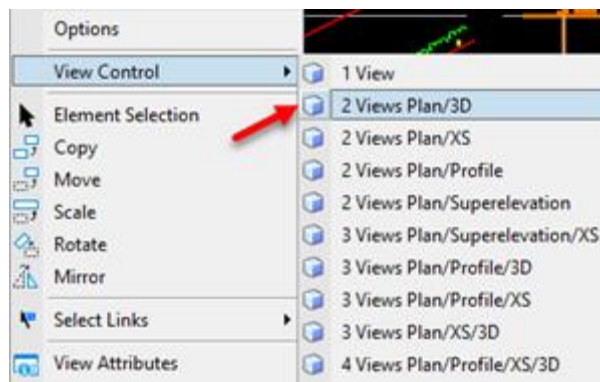 Options
View Control
Element Selection
Copy
Move
Scale
Rotate
Mirror
Select Links
View Attributes
1 View
2 Views Plan/3D
2 Views Plan/XS
2 Views Plan/Profile
2 Views Plan/Superelevation
3 Views Plan/Superelevation/XS
3 Views Plan/Profile/3D
3 Views Plan/Profile/XS
3 Views Plan/XS/3D
4 Views Plan/Profile/XS/3D